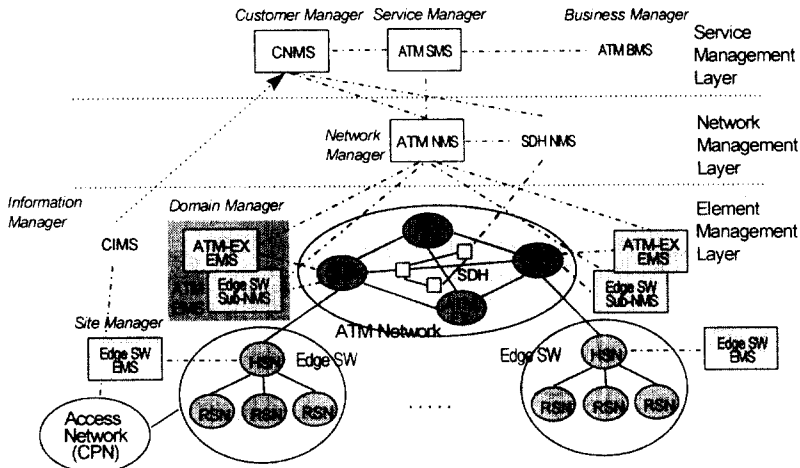 Customer Manager
Service Manager
Business Manager
CNMS
ATM SMS
ATM BMS
Service
Management
Layer
Network
Manager
ATM NMS
SDH NMS
Network
Management
Layer
Information
Manager
Domain Manager
Element
Management
Layer
CIMS
ATM-EX
EMS
ATM
EMS
Edge SW
Sub-NMS
SDH
ATM Network
ATM-EX
EMS
Edge SW
Sub-NMS
Site Manager
Edge SW
EMS
HSN
Edge SW
RSN
RSN
RSN
Access
Network
(CPN)
.....
Edge SW
HSN
RSN
RSN
RSN
Edge SW
EMS